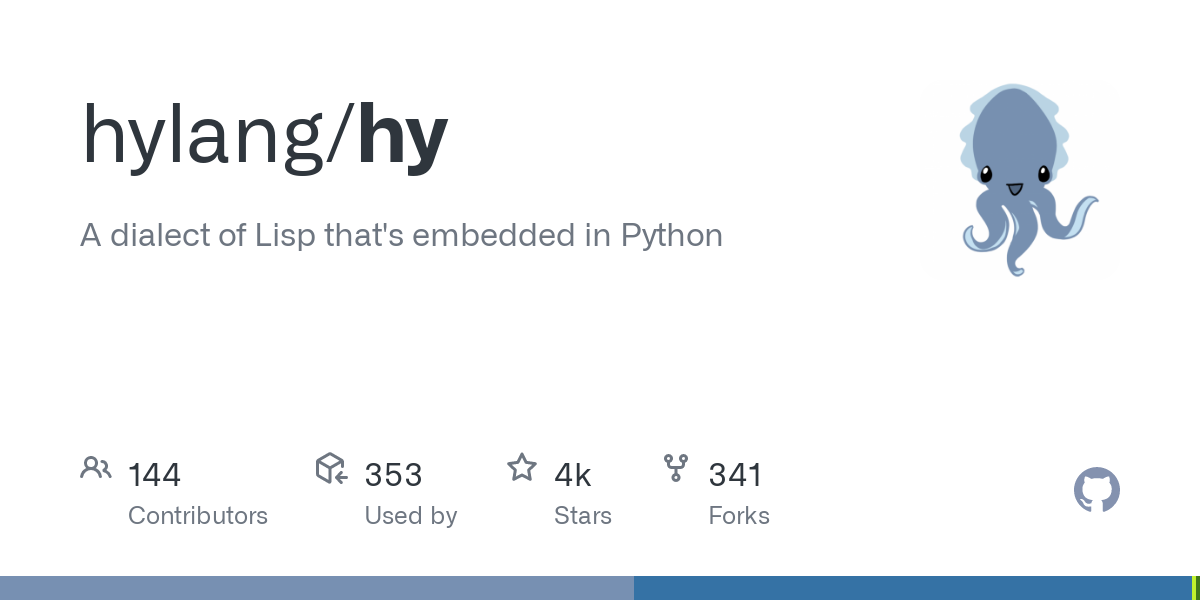 hylang/hy
A dialect of Lisp that's embedded in Python
144 353 4k 341
Contributors Used by Stars Forks